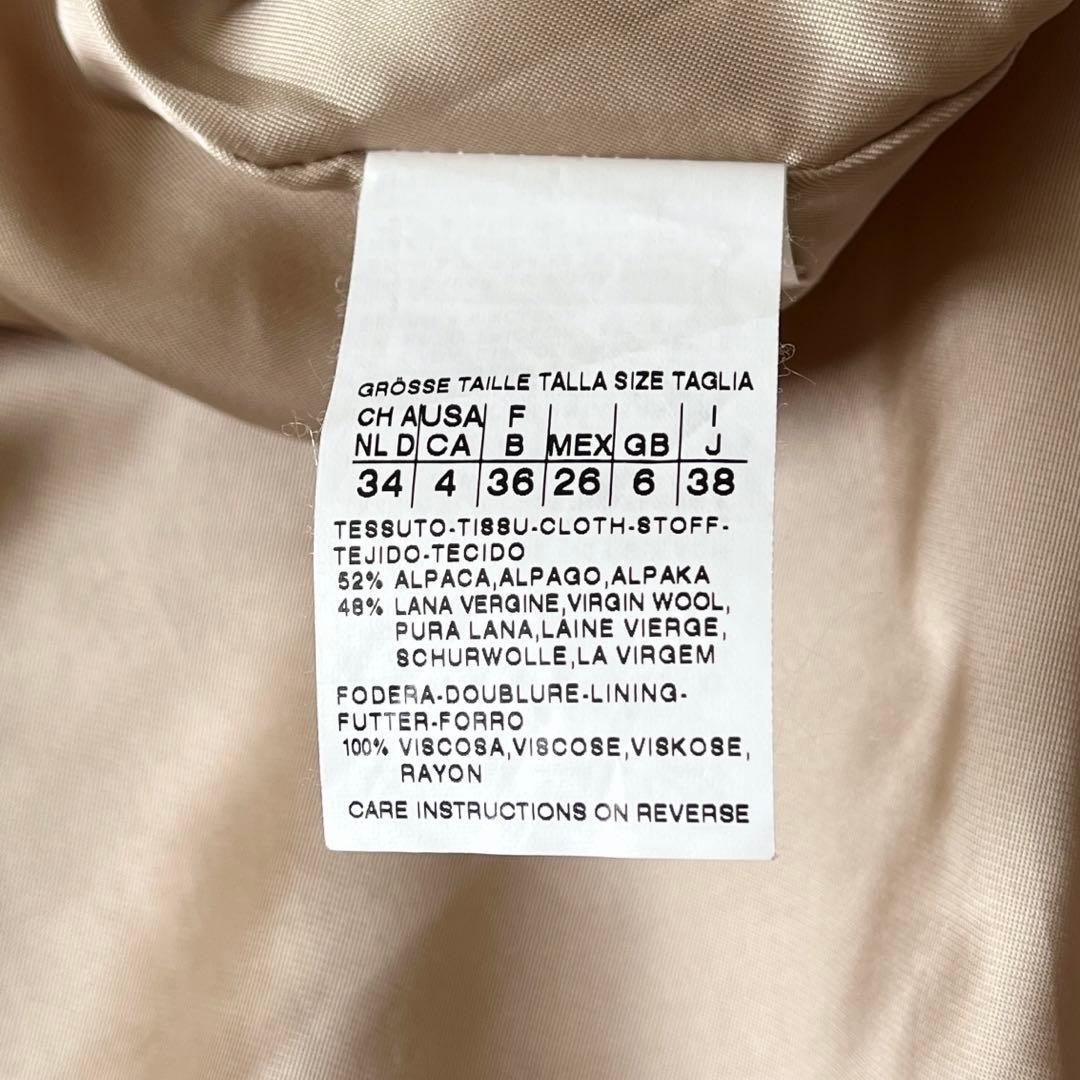 GRÖSSE TAILLE TALLA SIZE TAGLIA
CH A USA F I
NL D CA B MEX GB J
34 4 36 26 6 38
TESSUTO-TISSU-CLOTH-STOFF-
TEJIDO-TECIDO
52% ALPACA,ALPAGO,ALPAKA
48% LANA VERGINE,VIRGIN WOOL,
PURA LANA,LAINE VIERGE,
SCHURWOLLE,LA VIRGEM
FODERA-DOUBLURE-LINING-
FUTTER-FORRO
100% VISCOSA,VISCOSE,VISKOSE,
RAYON
CARE INSTRUCTIONS ON REVERSE